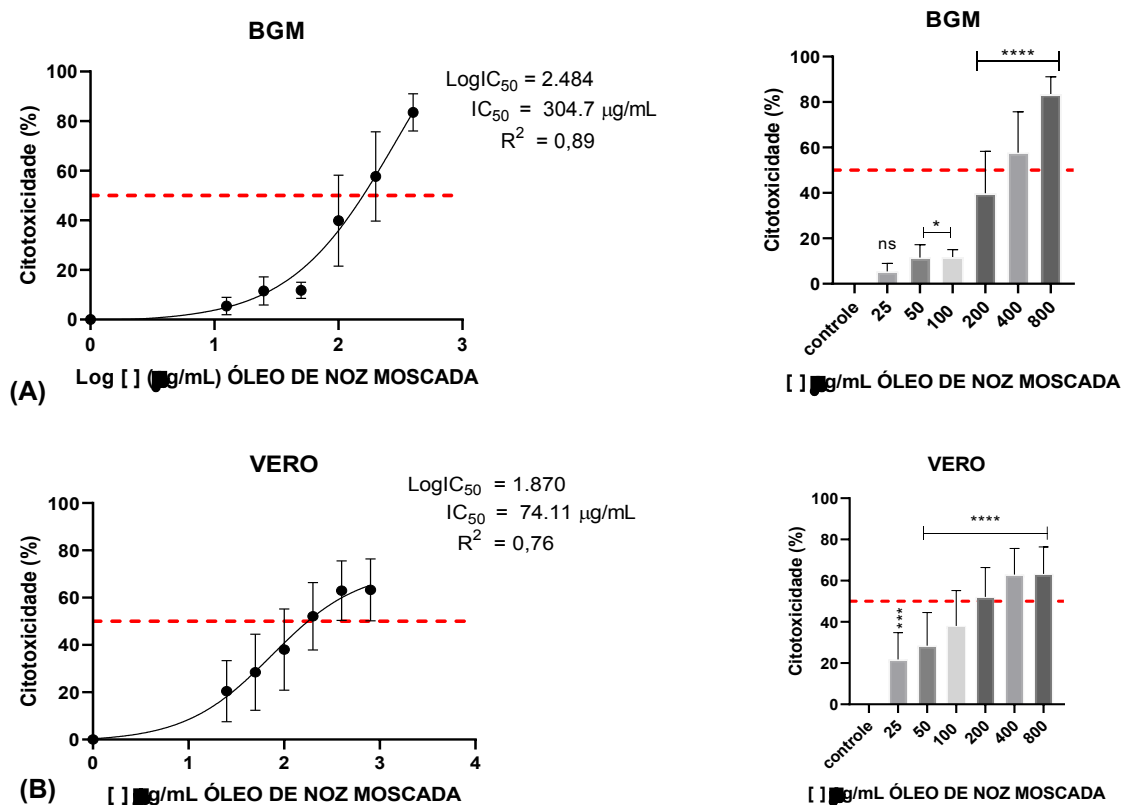 BGM
Citotoxicidade (%)
100
80
60
40
20
0
0 1 2 3
LogIC50 = 2.484
IC50 = 304.7 μg/mL
R2 = 0,89
Log [ ] (μg/mL) ÓLEO DE NOZ MOSCADA
(A)
BGM
Citotoxicidade (%)
100
80
60
40
20
0
ns
*
****
controle 25 50 100 200 400 800
[ ] μg/mL ÓLEO DE NOZ MOSCADA
VERO
Citotoxicidade (%)
100
80
60
40
20
0
0 1 2 3 4
LogIC50 = 1.870
IC50 = 74.11 μg/mL
R2 = 0,76
[ ] μg/mL ÓLEO DE NOZ MOSCADA
(B)
VERO
Citotoxicidade (%)
100
80
60
40
20
0
***
****
controle 25 50 100 200 400 800
[ ] μg/mL ÓLEO DE NOZ MOSCADA